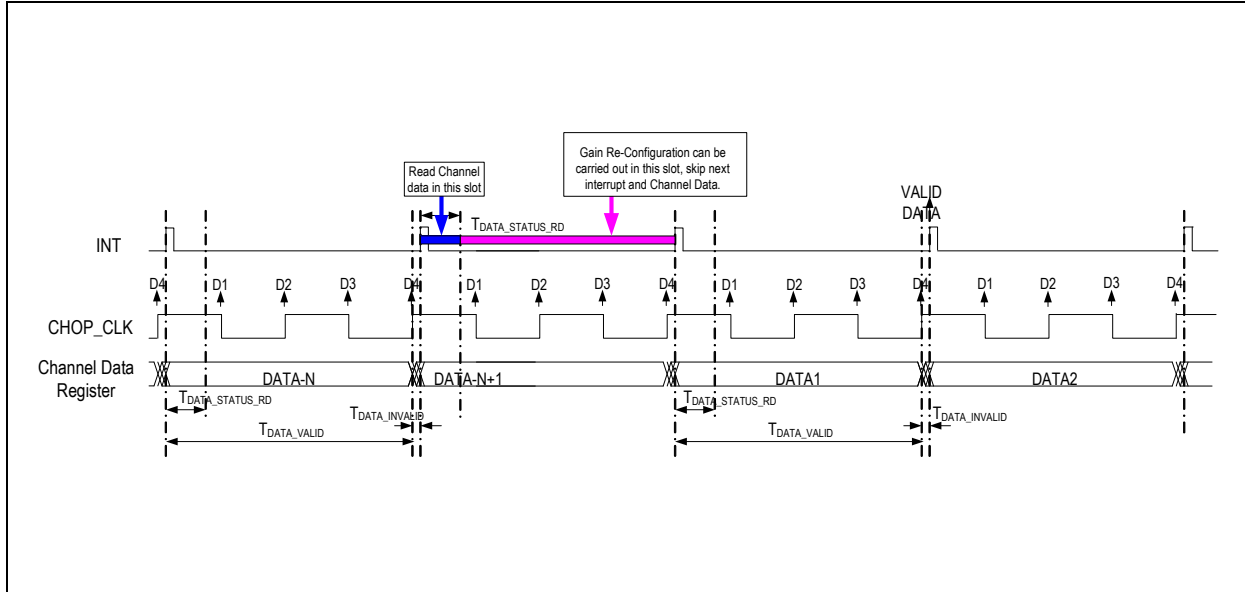 Read Channel
data in this slot
Gain Re-Configuration can be
carried out in this slot, skip next
interrupt and Channel Data.
VALID
DATA
TDATA_STATUS_RD
INT
D4 D1 D2 D3 D4 D1 D2 D3 D4 D1 D2 D3 D4 D1 D2 D3 D4
CHOP_CLK
Channel Data
Register
DATA-N DATA-N+1 DATA1 DATA2
TDATA_STATUS_RD TDATA_STATUS_RD
TDATA_INVALID TDATA_INVALID
TDATA_VALID TDATA_VALID